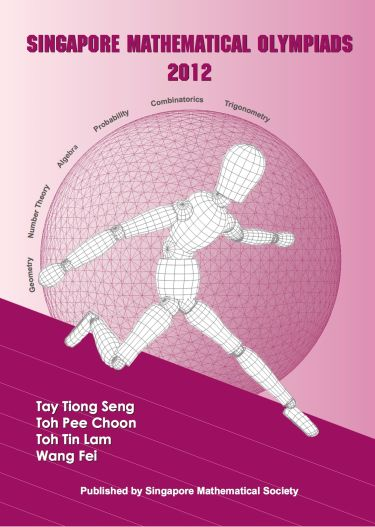 SINGAPORE MATHEMATICAL OLYMPIADS
2012
Geometry
Number Theory
Algebra
Probability
Combinatorics
Trigonometry
Tay Tiong Seng
Toh Pee Choon
Toh Tin Lam
Wang Fei
Published by Singapore Mathematical Society